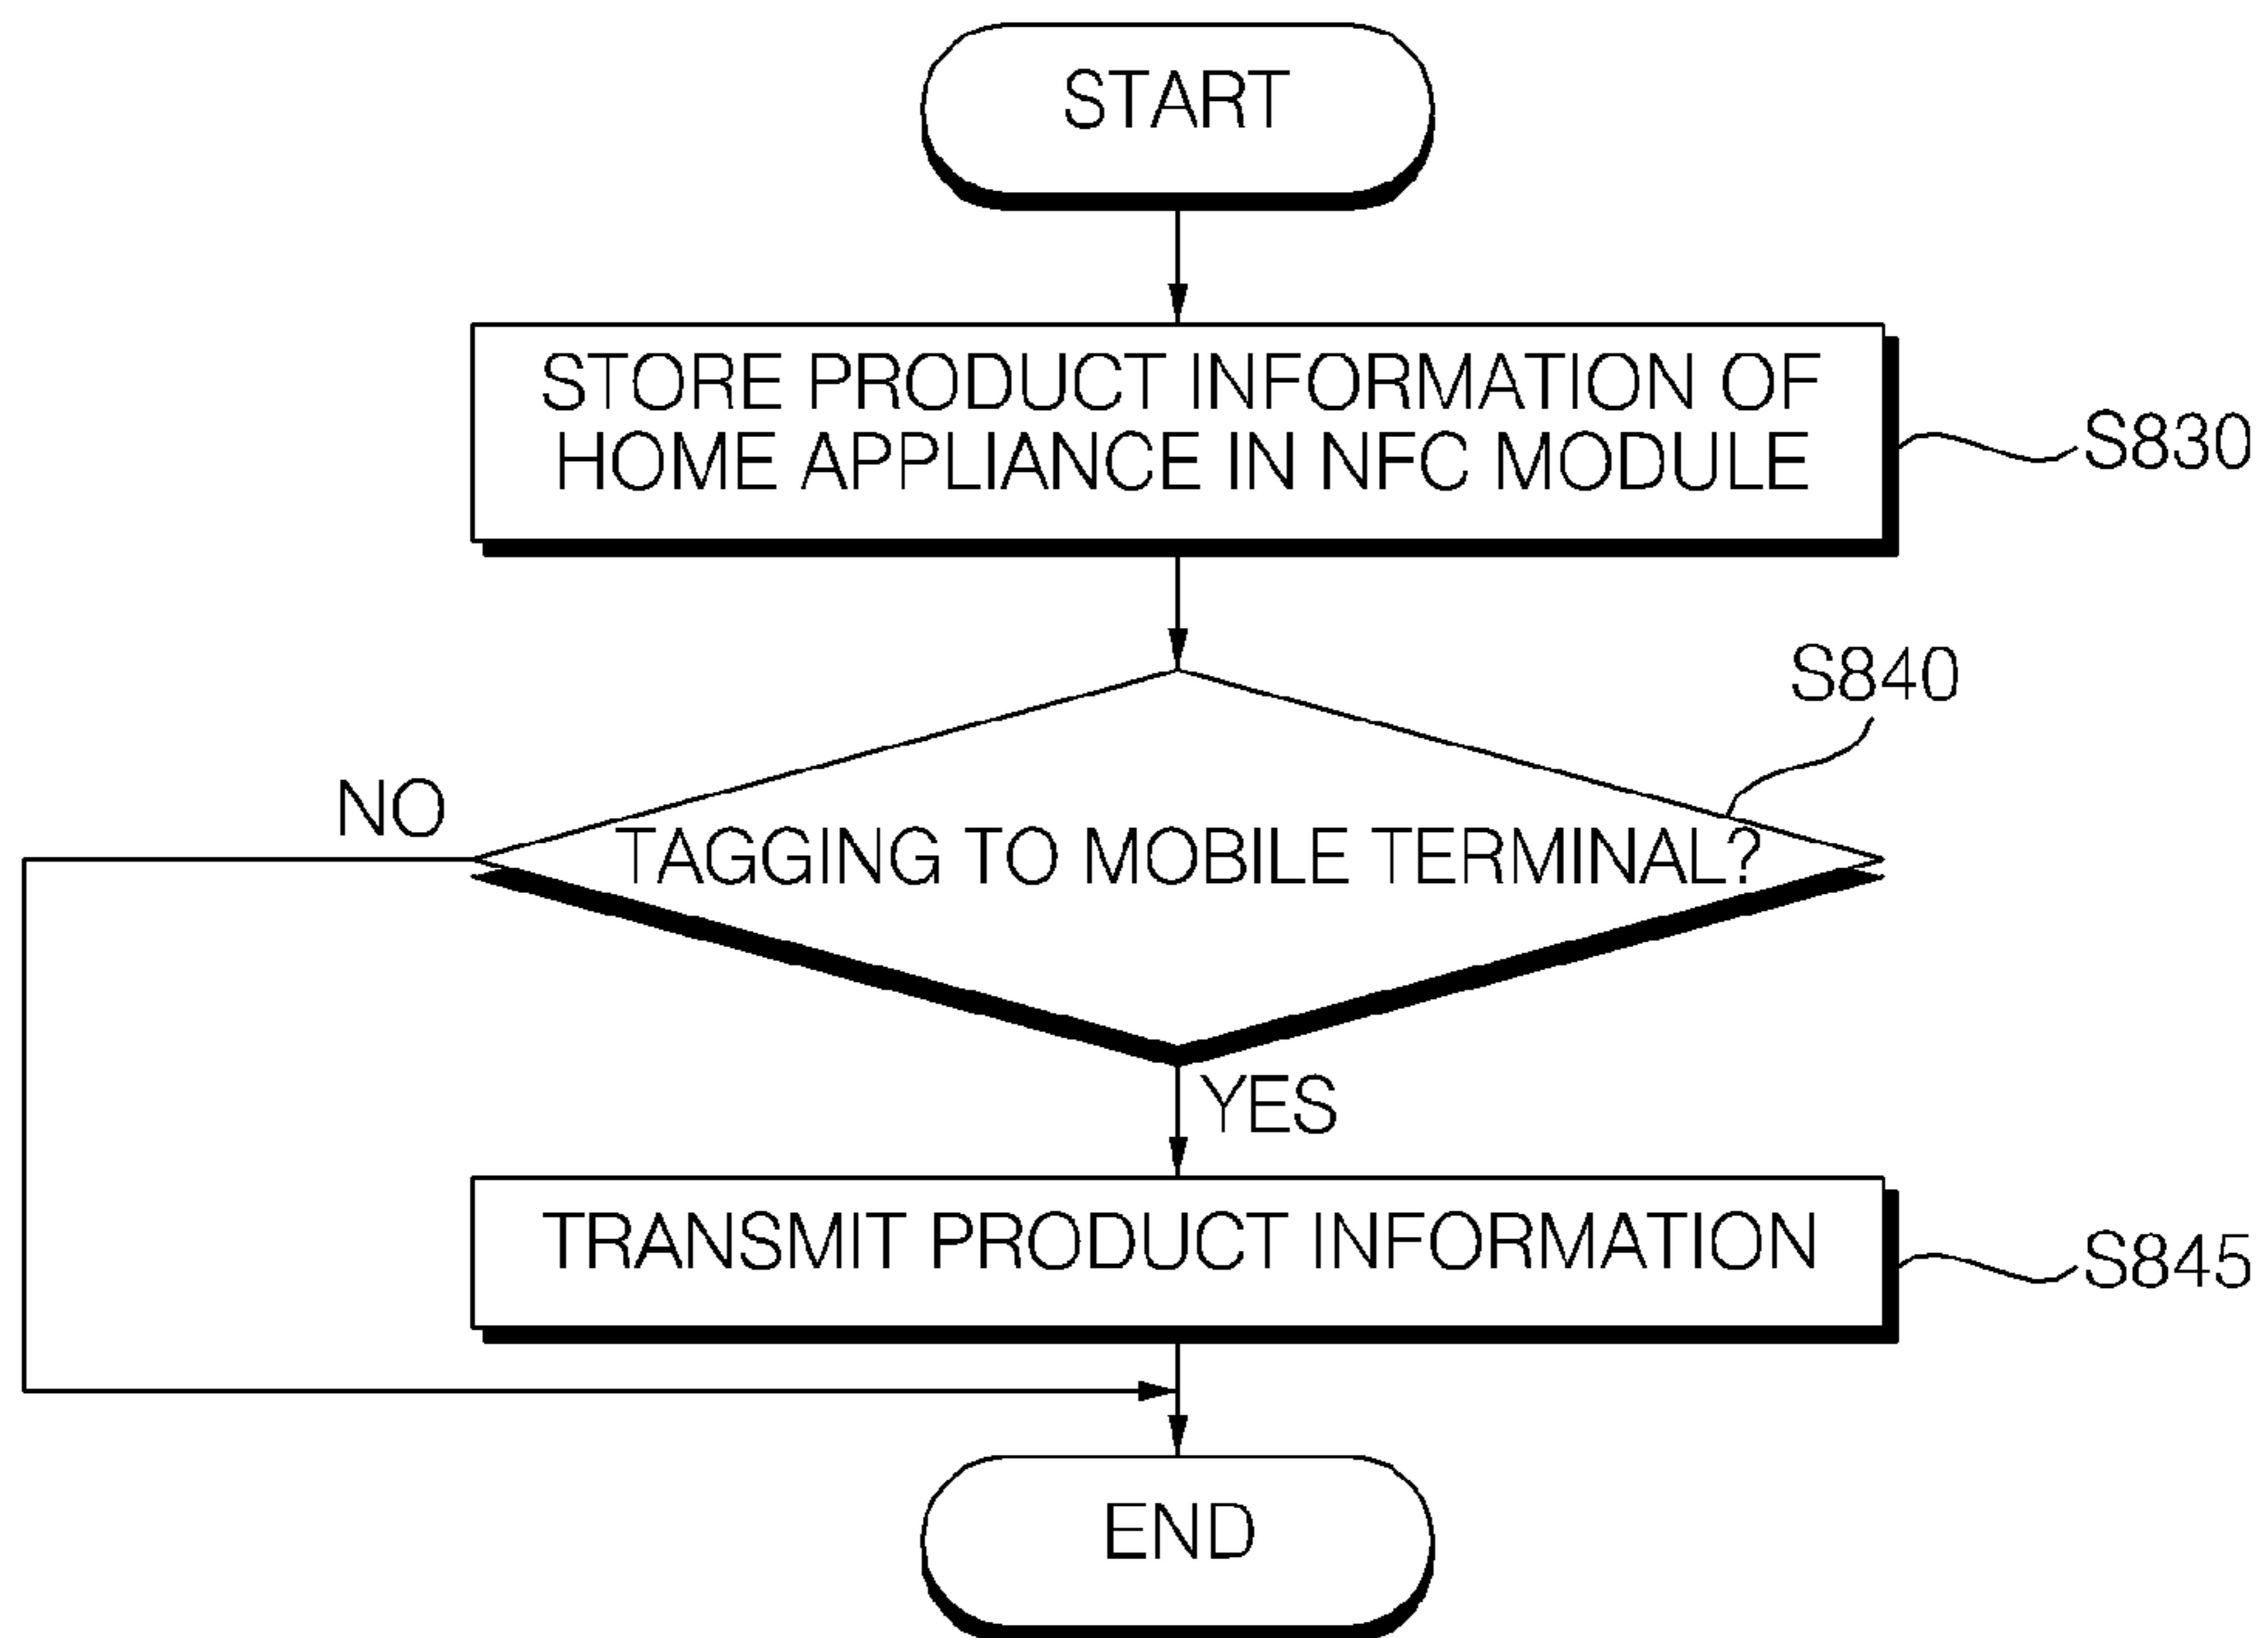 START
STORE PRODUCT INFORMATION OF
HOME APPLIANCE IN NFC MODULE
S830
S840
NO
TAGGING TO MOBILE TERMINAL?
YES
TRANSMIT PRODUCT INFORMATION
S845
END